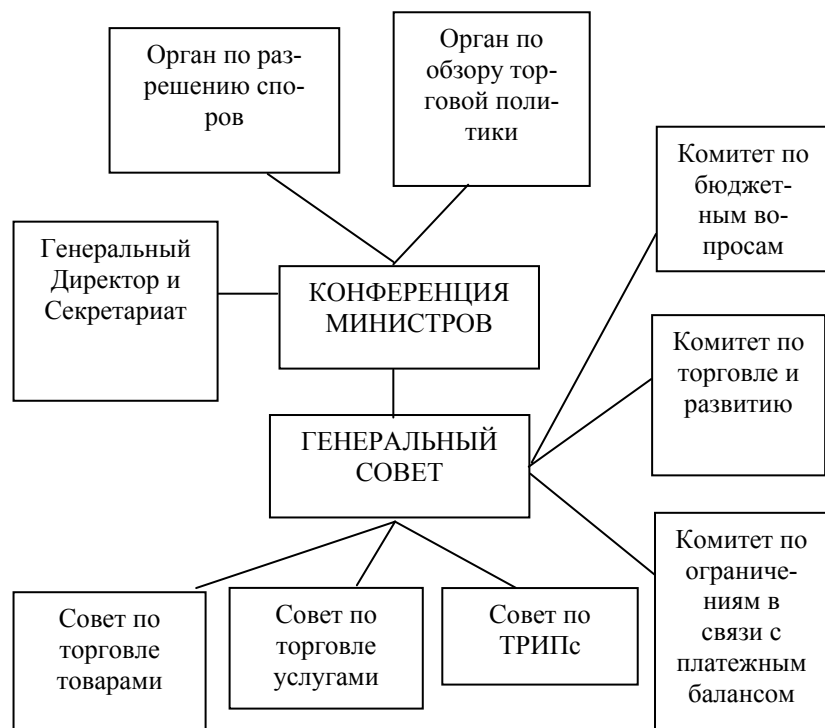 Орган по раз-
решению спо-
ров
Орган по
обзору тор-
говой поли-
тики
Комитет по
бюджет-
ным во-
просам
Генеральный
Директор и
Секретариат
КОНФЕРЕНЦИЯ
МИНИСТРОВ
Комитет по
торговле и
развитию
ГЕНЕРАЛЬНЫЙ
СОВЕТ
Комитет по
ограниче-
ниям в
связи с
платежным
балансом
Совет по
торговле
товарами
Совет по
торговле
услугами
Совет по
ТРИПс